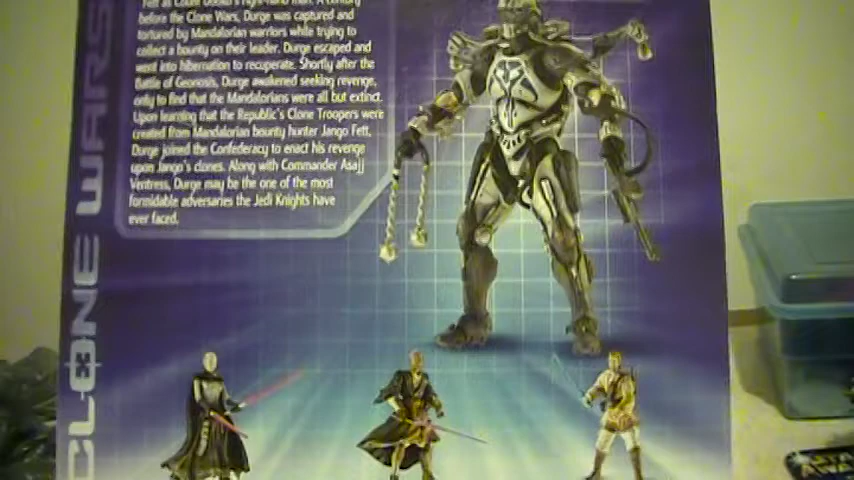 Fett as Count Dooku's right-hand man. A century
before the Clone Wars, Durge was captured and
tortured by Mandalorian warriors while trying to
collect a bounty on their leader. Durge escaped and
went into hibernation to recuperate. Shortly after the
Battle of Geonosis, Durge awakened seeking revenge,
only to find that the Mandalorians were all but extinct.
Upon learning that the Republic's Clone Troopers were
created from Mandalorian bounty hunter Jango Fett,
Durge joined the Confederacy to enact his revenge
upon Jango's clones. Along with Commander Asajj
Ventress, Durge may be the one of the most
formidable adversaries the Jedi Knights have
ever faced.
CLONE WARS
STAR
WARS